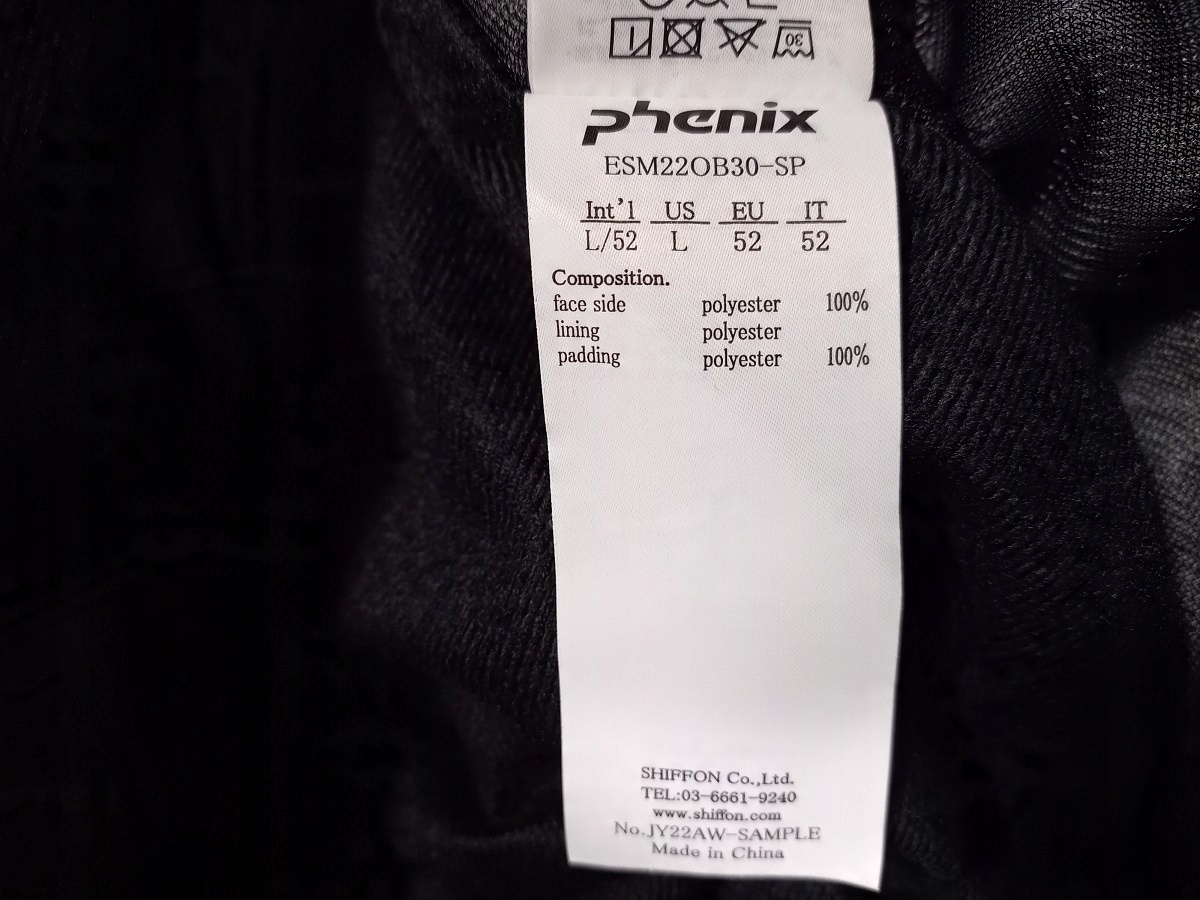 30
phenix
ESM22OB30-SP
Int'l US EU IT
L/52 L 52 52
Composition.
face side polyester 100%
lining polyester
padding polyester 100%
SHIFFON Co.,Ltd.
TEL:03-6661-9240
www.shiffon.com
No.JY22AW-SAMPLE
Made in China